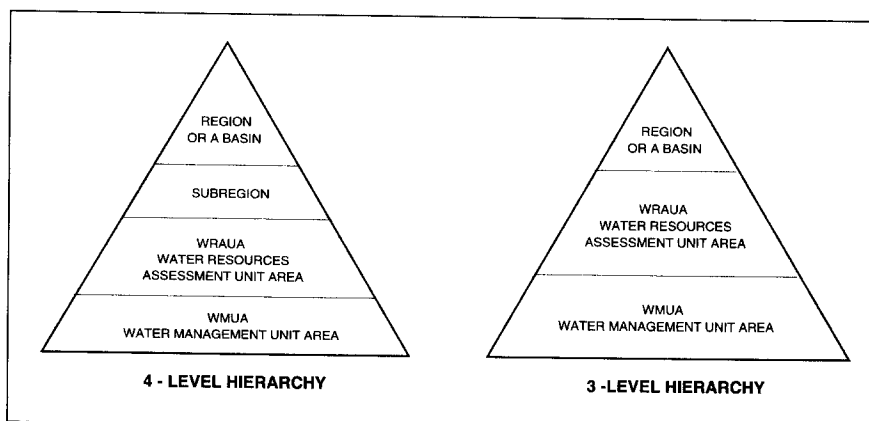 REGION
OR A BASIN
SUBREGION
WRAUA
WATER RESOURCES
ASSESSMENT UNIT AREA
WMUA
WATER MANAGEMENT UNIT AREA
4 - LEVEL HIERARCHY
REGION
OR A BASIN
WRAUA
WATER RESOURCES
ASSESSMENT UNIT AREA
WMUA
WATER MANAGEMENT UNIT AREA
3 -LEVEL HIERARCHY